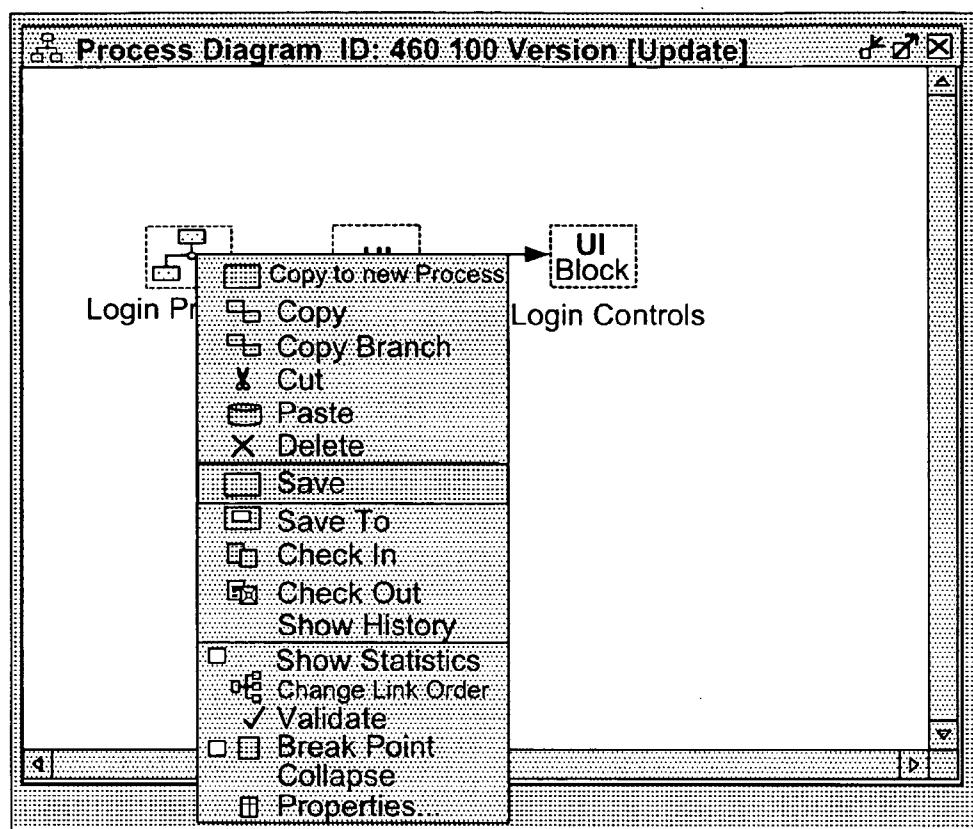 Process Diagram ID: 460 100 Version [Update]
UI
Block
Login Pr
Login Controls
Copy to new Process
Copy
Copy Branch
Cut
Paste
Delete
Save
Save To
Check In
Check Out
Show History
Show Statistics
Change Link Order
Validate
Break Point
Collapse
Properties...